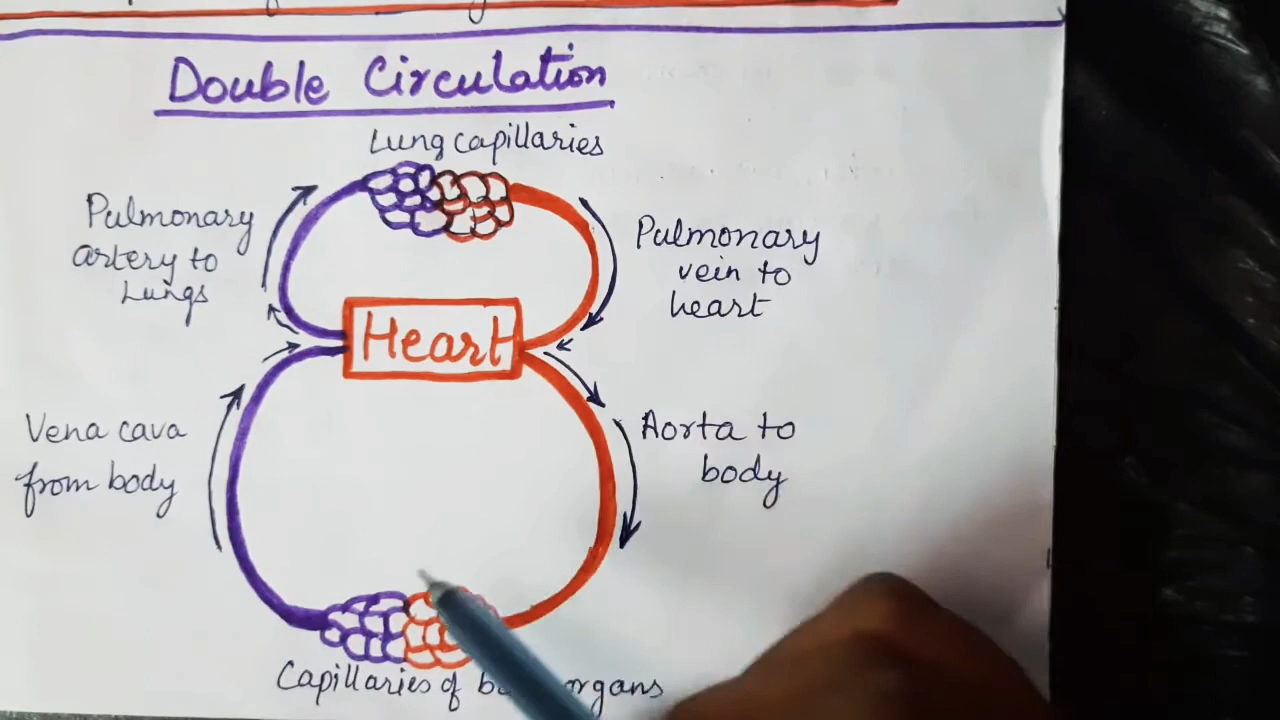 Double Circulation
Lung capillaries
Pulmonary
artery to
Lungs
Pulmonary
vein to
heart
Heart
Vena cava
from body
Aorta to
body
Capillaries of organs